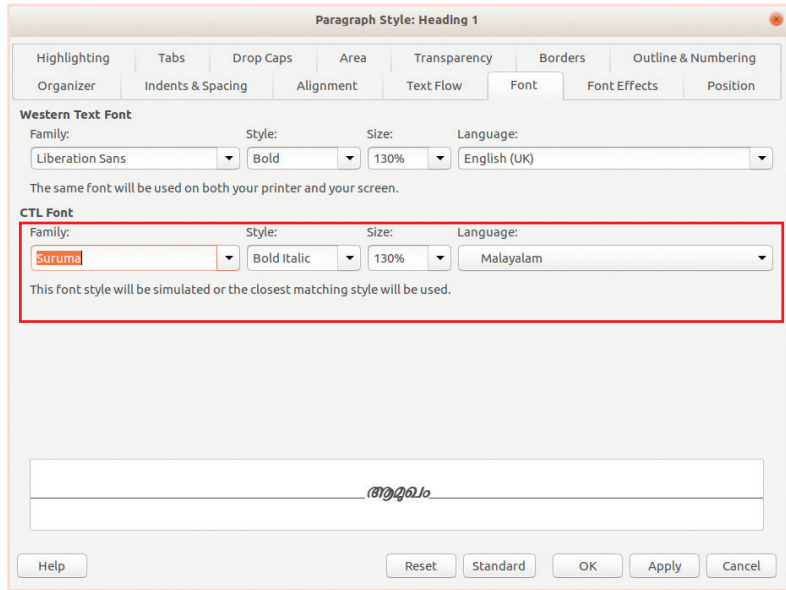 Paragraph Style: Heading 1
Highlighting Tabs Drop Caps Area Transparency Borders Outline & Numbering
Organizer Indents & Spacing Alignment Text Flow Font Font Effects Position
Western Text Font
Family: Style: Size: Language:
Liberation Sans Bold 130% English (UK)
The same font will be used on both your printer and your screen.
CTL Font
Family: Style: Size: Language:
Suruma Bold Italic 130% Malayalam
This font style will be simulated or the closest matching style will be used.
ആമുഖം
Help Reset Standard OK Apply Cancel